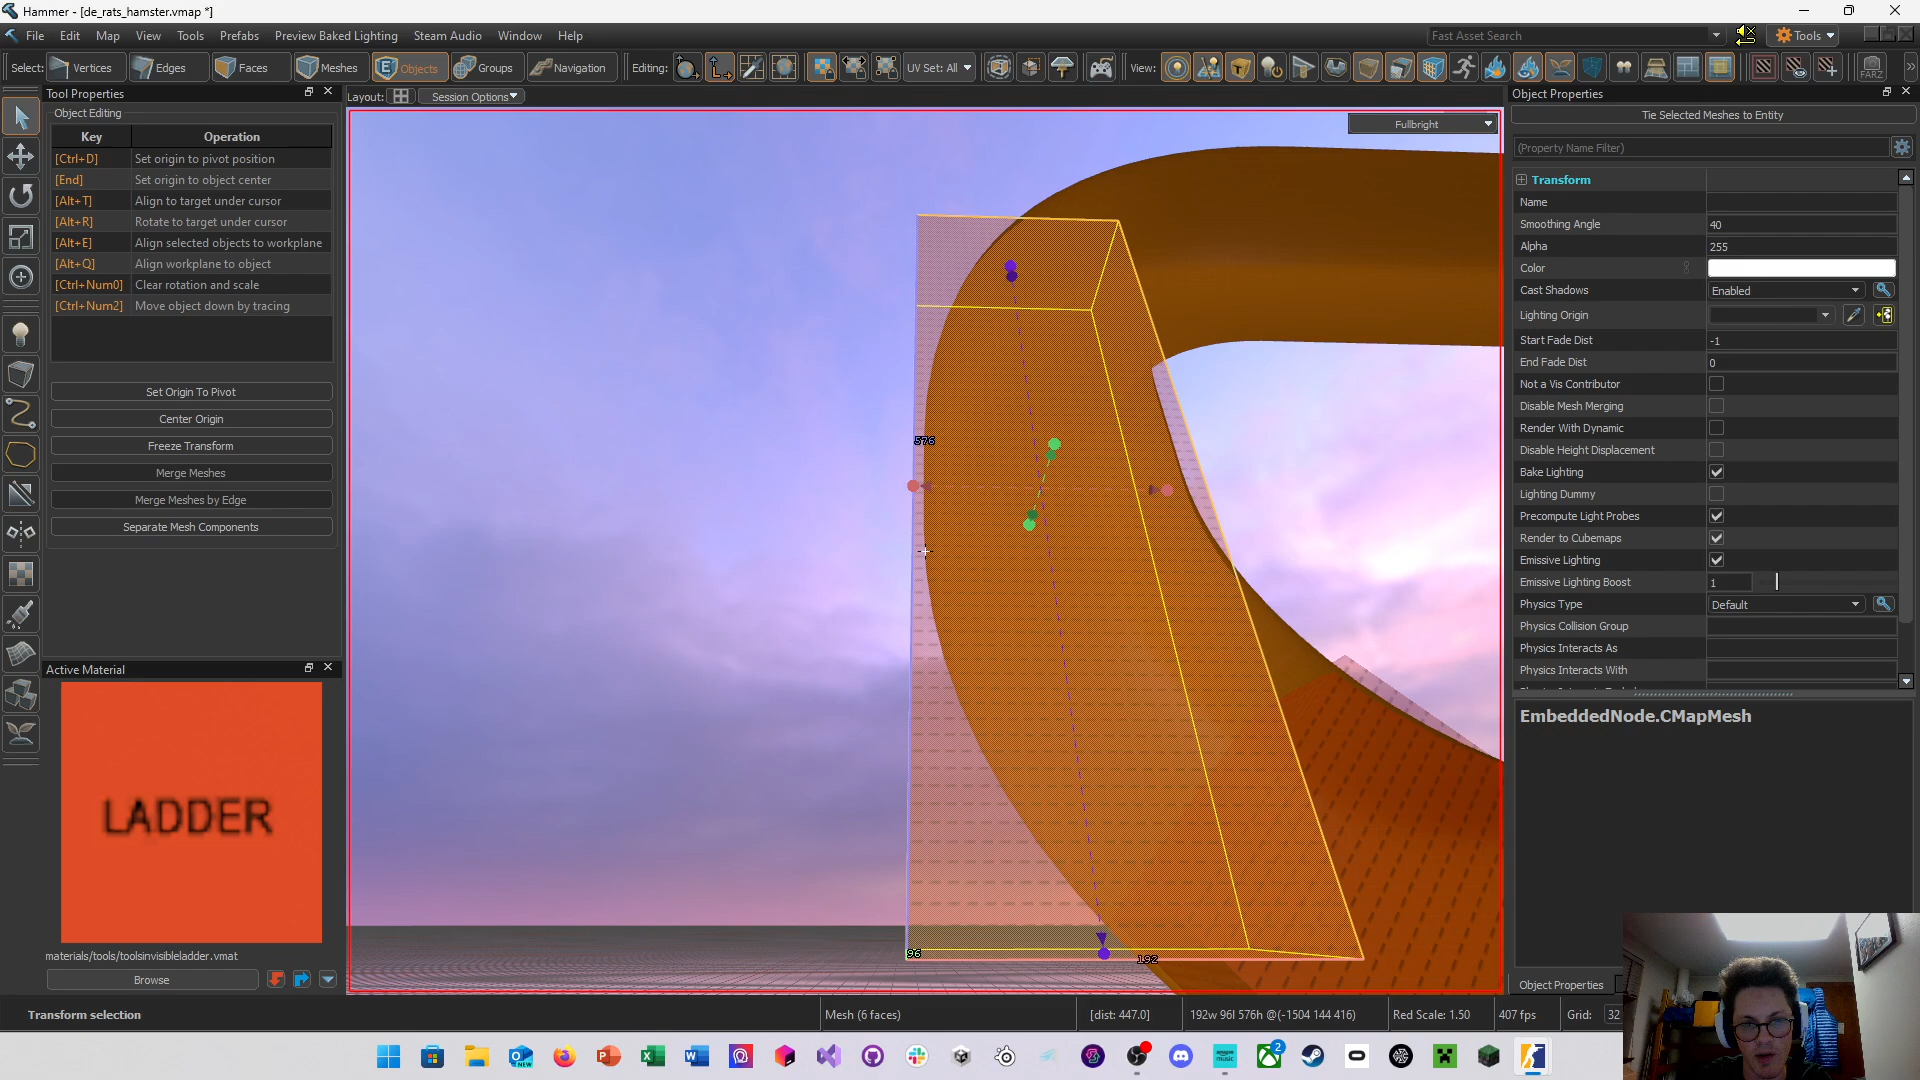 Hammer - [de_rats_hamster.vmap *]
File Edit Map View Tools Prefabs Preview Baked Lighting Steam Audio Window Help
Fast Asset Search
Tools
Select: Vertices Edges Faces Meshes Objects Groups Navigation Editing: UV Set: All View: FARZ
Tool Properties
Layout: Session Options
Object Properties
Object Editing
Fullbright
Tie Selected Meshes to Entity
Key Operation
(Property Name Filter)
[Ctrl+D] Set origin to pivot position
[End] Set origin to object center
[Alt+T] Align to target under cursor
[Alt+R] Rotate to target under cursor
[Alt+E] Align selected objects to workplane
[Alt+Q] Align workplane to object
[Ctrl+Num0] Clear rotation and scale
[Ctrl+Num2] Move object down by tracing
Set Origin To Pivot
Center Origin
Freeze Transform
Merge Meshes
Merge Meshes by Edge
Separate Mesh Components
Active Material
LADDER
materials/tools/toolsinvisibleladder.vmat
Browse
576
96
192
Transform
Name
Smoothing Angle 40
Alpha 255
Color
Cast Shadows Enabled
Lighting Origin
Start Fade Dist -1
End Fade Dist 0
Not a Vis Contributor
Disable Mesh Merging
Render With Dynamic
Disable Height Displacement
Bake Lighting
Lighting Dummy
Precompute Light Probes
Render to Cubemaps
Emissive Lighting
Emissive Lighting Boost 1
Physics Type Default
Physics Collision Group
Physics Interacts As
Physics Interacts With
EmbeddedNode.CMapMesh
Object Properties
Transform selection
Mesh (6 faces)
[dist: 447.0]
192w 96l 576h @(-1504 144 416)
Red Scale: 1.50
407 fps
Grid: 32
NEW
2